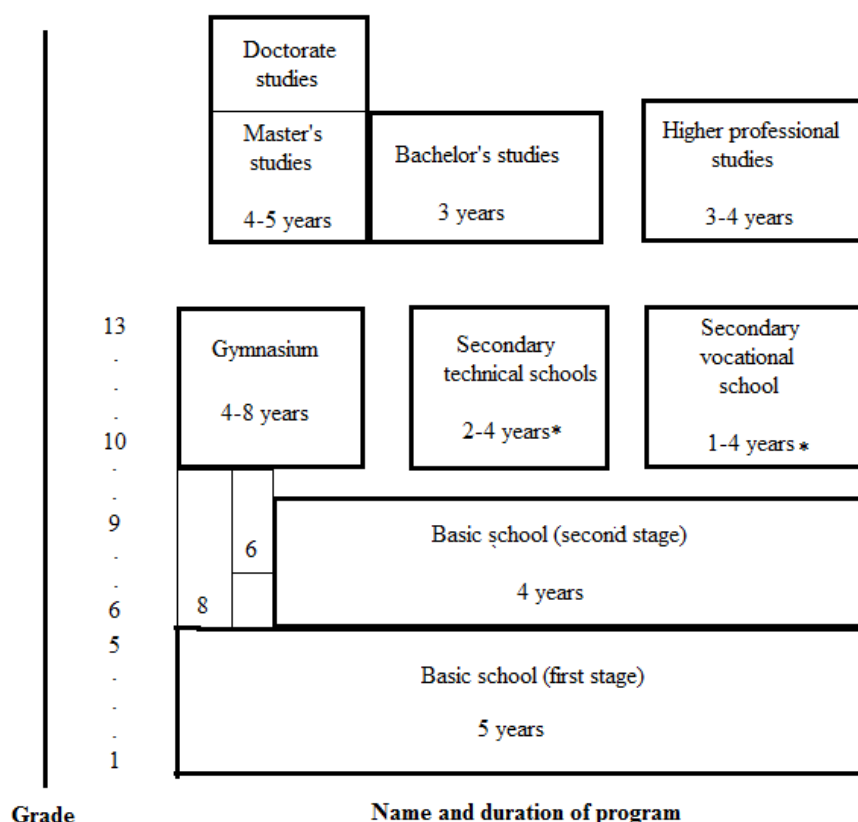 Doctorate
studies
Master's
studies
4-5 years
Bachelor's studies
3 years
Higher professional
studies
3-4 years
13
.
.
.
10
.
.
9
.
.
6
5
.
.
.
1
Gymnasium
4-8 years
Secondary
technical schools
2-4 years*
Secondary
vocational
school
1-4 years*
6
8
Basic school (second stage)
4 years
Basic school (first stage)
5 years
Grade
Name and duration of program